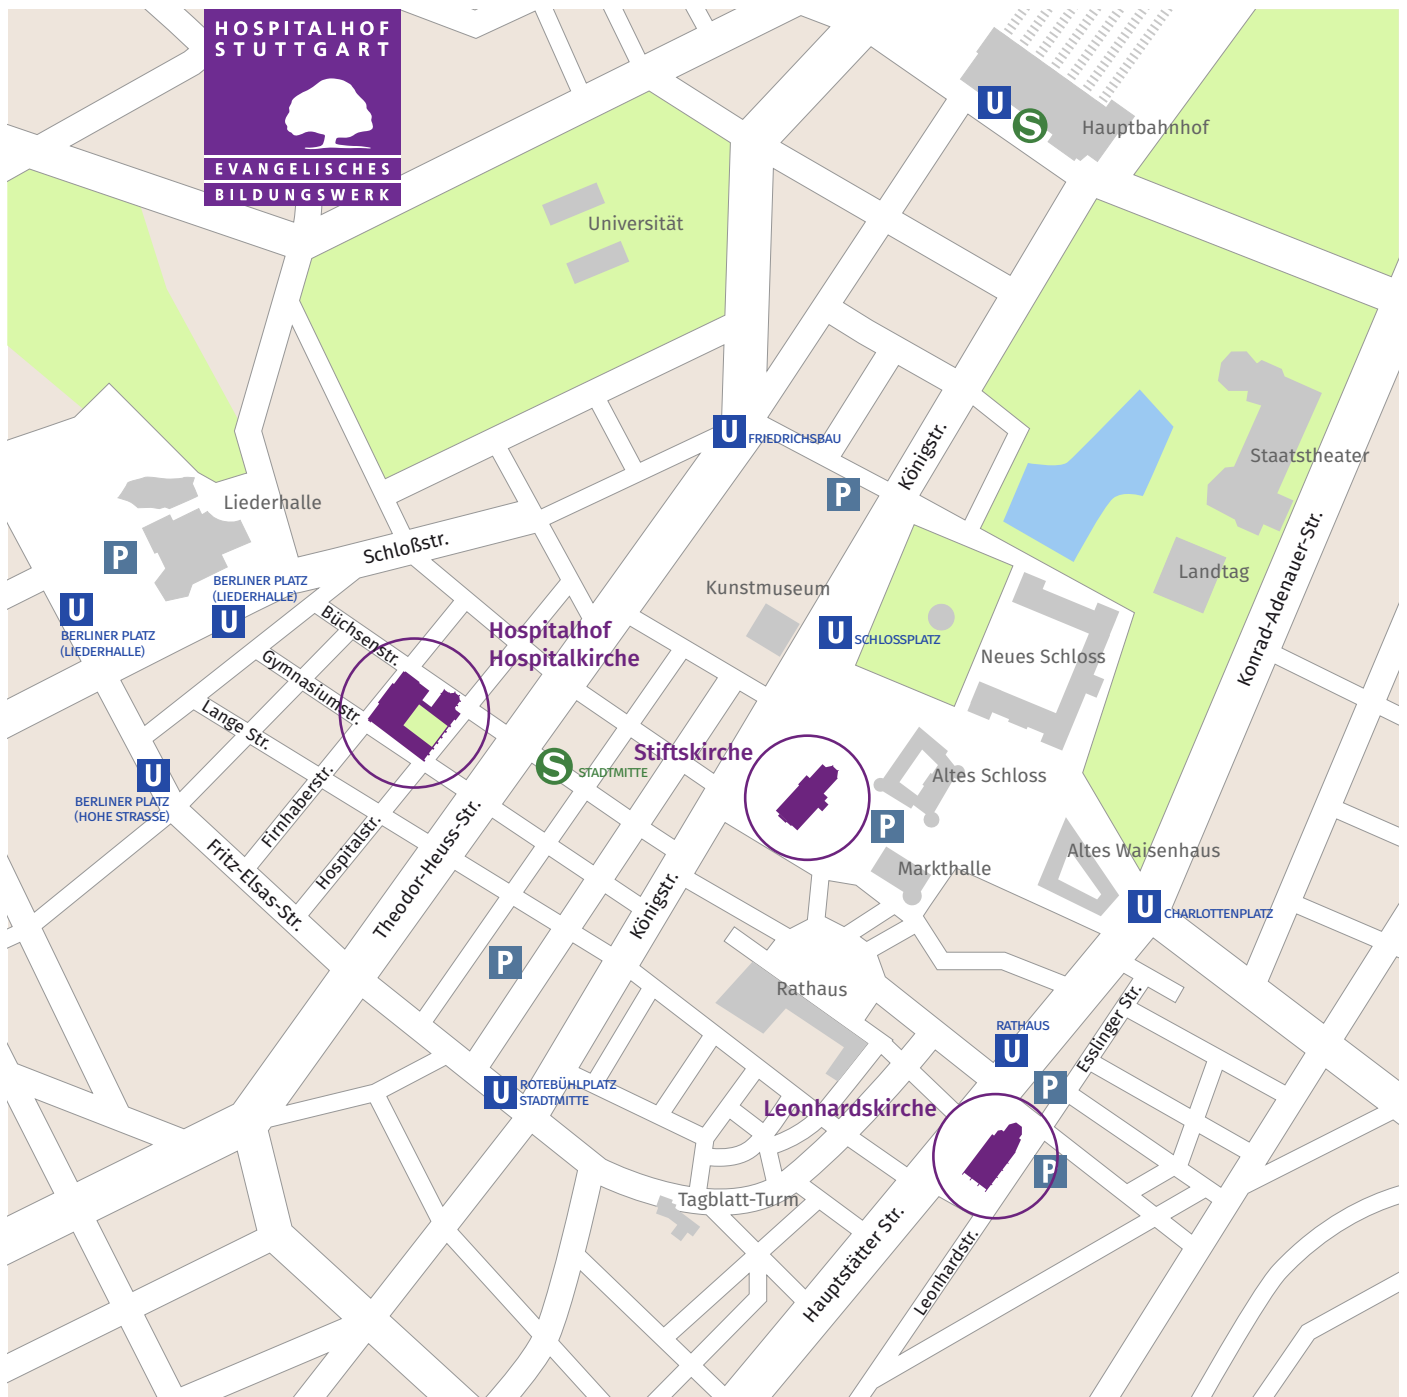 HOSPITALHOF
STUTTGART
EVANGELISCHES
BILDUNGSWERK
U
S
Hauptbahnhof
Universität
U
FRIEDRICHSBAU
Königstr.
P
Staatstheater
Liederhalle
Schloßstr.
P
Landtag
Konrad-Adenauer-Str.
U
BERLINER PLATZ
(LIEDERHALLE)
BERLINER PLATZ
(LIEDERHALLE)
U
Kunstmuseum
U
SCHLOSSPLATZ
Neues Schloss
Büchsenstr.
Hospitalhof
Hospitalkirche
Gymnasiumstr.
Lange Str.
Stiftskirche
S
STADTMITTE
Altes Schloss
U
BERLINER PLATZ
(HOHE STRASSE)
Firnhaberstr.
Hospitalstr.
Theodor-Heuss-Str.
Fritz-Elsas-Str.
P
Markthalle
Altes Waisenhaus
U
CHARLOTTENPLATZ
Königstr.
P
Rathaus
Esslinger Str.
RATHAUS
U
P
U
ROTEBÜHLPLATZ
STADTMITTE
Leonhardskirche
P
Tagblatt-Turm
Hauptstätter Str.
Leonhardstr.